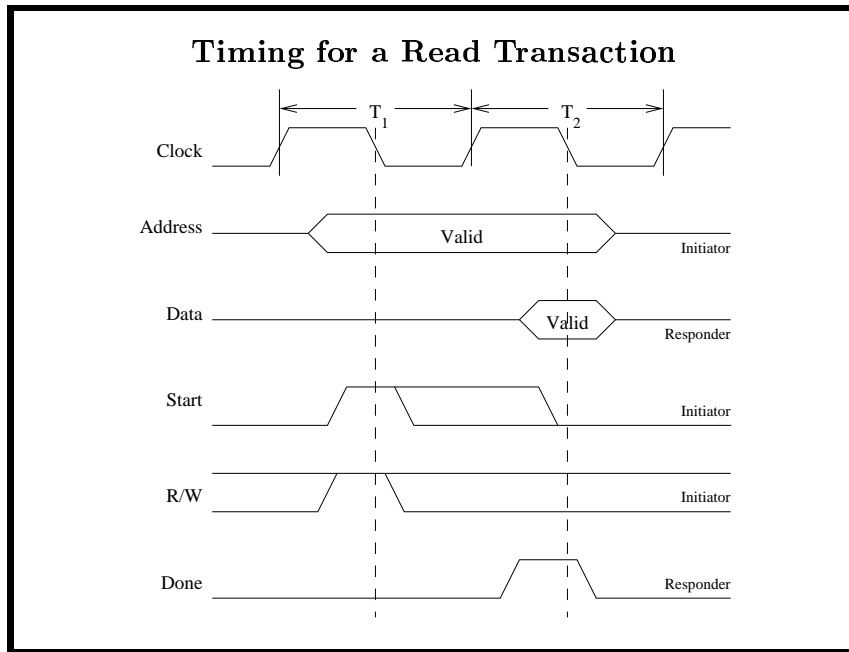 Timing for a Read Transaction
T1 T2
Clock
Address Valid Initiator
Data Valid Responder
Start Initiator
R/W Initiator
Done Responder